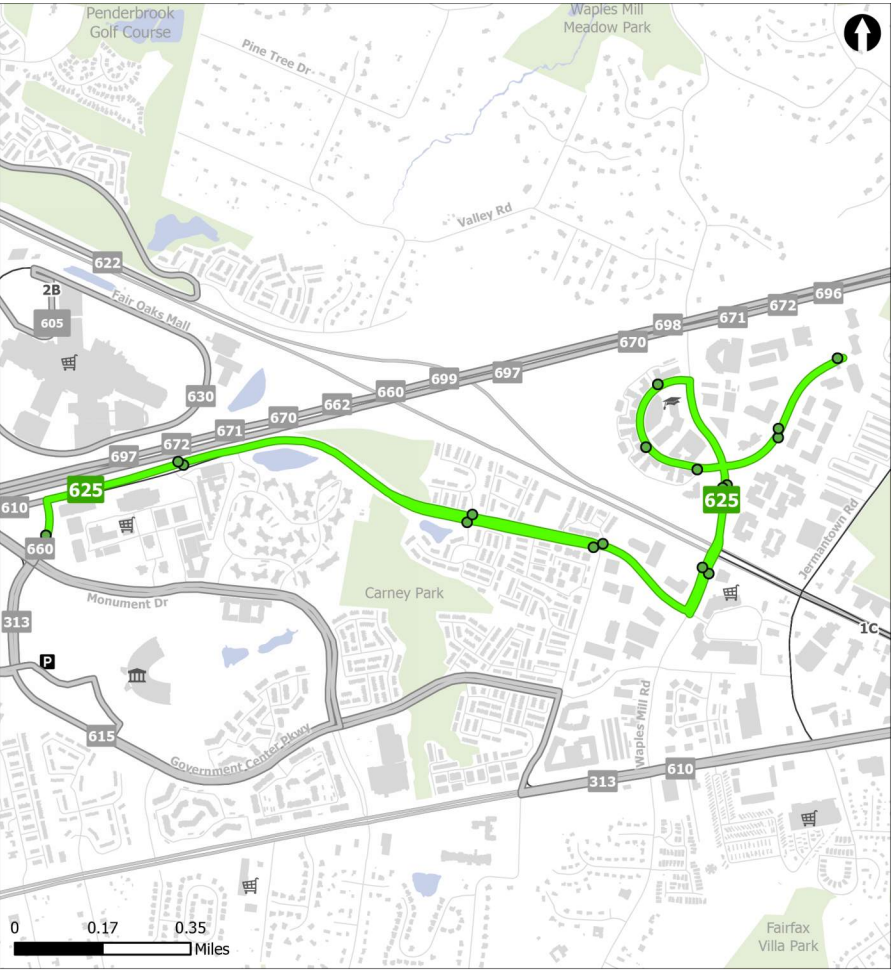 Penderbrook
Golf Course
Waples Mill
Meadow Park
Pine Tree Dr
Valley Rd
622
2B
Fair Oaks Mall
605
696
672
671
698
670
697
699
660
662
630
670
671
672
697
625
610
625
660
Jermantown Rd
Carney Park
Monument Dr
313
1C
P
Waples Mill Rd
615
Government Center Pkwy
610
313
0 0.17 0.35
Miles
Fairfax
Villa Park